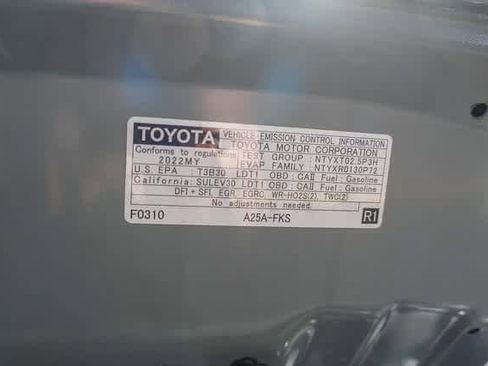 TOYOTA VEHICLE EMISSION CONTROL INFORMATION
TOYOTA MOTOR CORPORATION
Conforms to regulations TEST GROUP : NTYXT02.5P3H
2022MY EVAP FAMILY : NTYXR0130P72
U.S. EPA : T3B30 LDT1 OBD : CAII Fuel : Gasoline
California : SULEV30 LDT1 OBD : CAII Fuel : Gasoline
DFI + SFI, EGR, EGRC, WR-HO2S(2), TWC(2)
No adjustments needed.
F0310 A25A-FKS R1